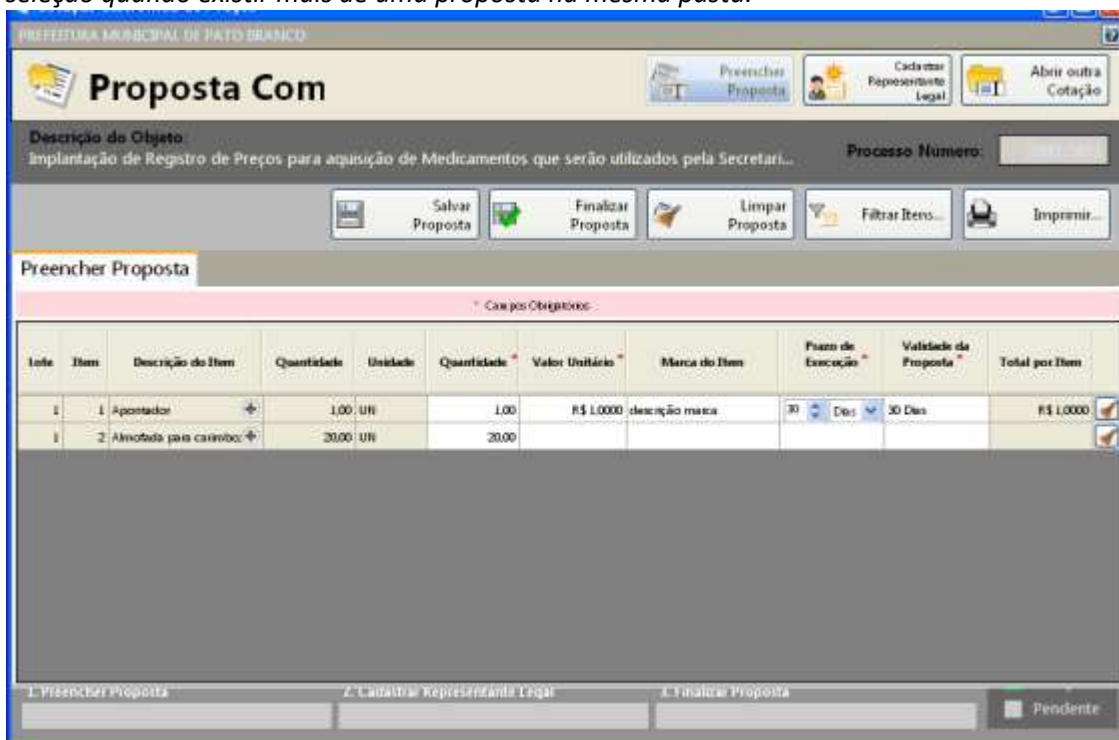 seleção quando existir mais de uma proposta na mesma pasta.
PREFEITURA MUNICIPAL DE PATO BRANCO
Proposta Com
Preencher Proposta
Cadastrar Representante Legal
Abrir outra Cotação
Descrição do Objeto:
Implantação de Registro de Preços para aquisição de Medicamentos que serão utilizados pela Secretari...
Processo Numero:
Salvar Proposta
Finalizar Proposta
Limpar Proposta
Filtrar Itens...
Imprimir...
Preencher Proposta
* Campos Obrigatórios
Lote Item Descrição do Item Quantidade Unidade Quantidade * Valor Unitário * Marca do Item Prazo de Execução * Validade da Proposta * Total por Item
1 1 Apontador 1,00 UN 1,00 R$ 1,0000 descrição marca 30 Dias 30 Dias R$ 1,0000
1 2 Almofada para carimbo: 20,00 UN 20,00
1. Preencher Proposta
2. Cadastrar Representante Legal
3. Finalizar Proposta
Pendente